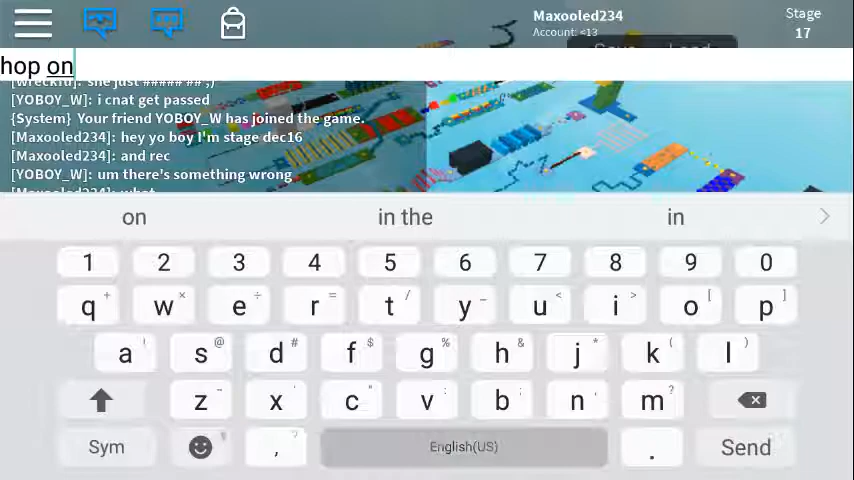 Maxooled234
Account: <13
Stage
17
hop on
[YOBOY_W]: i cnat get passed
{System} Your friend YOBOY_W has joined the game.
[Maxooled234]: hey yo boy I'm stage dec16
[Maxooled234]: and rec
[YOBOY_W]: um there's something wrong
[Maxooled234]: what
on in the in
1 2 3 4 5 6 7 8 9 0
q + w × e ÷ r = t / y _ u < i > o [ p ]
a ! s @ d # f $ g % h & j * k ( l )
z - x ' c " v : b ; n , m ?
Sym , English(US) . Send